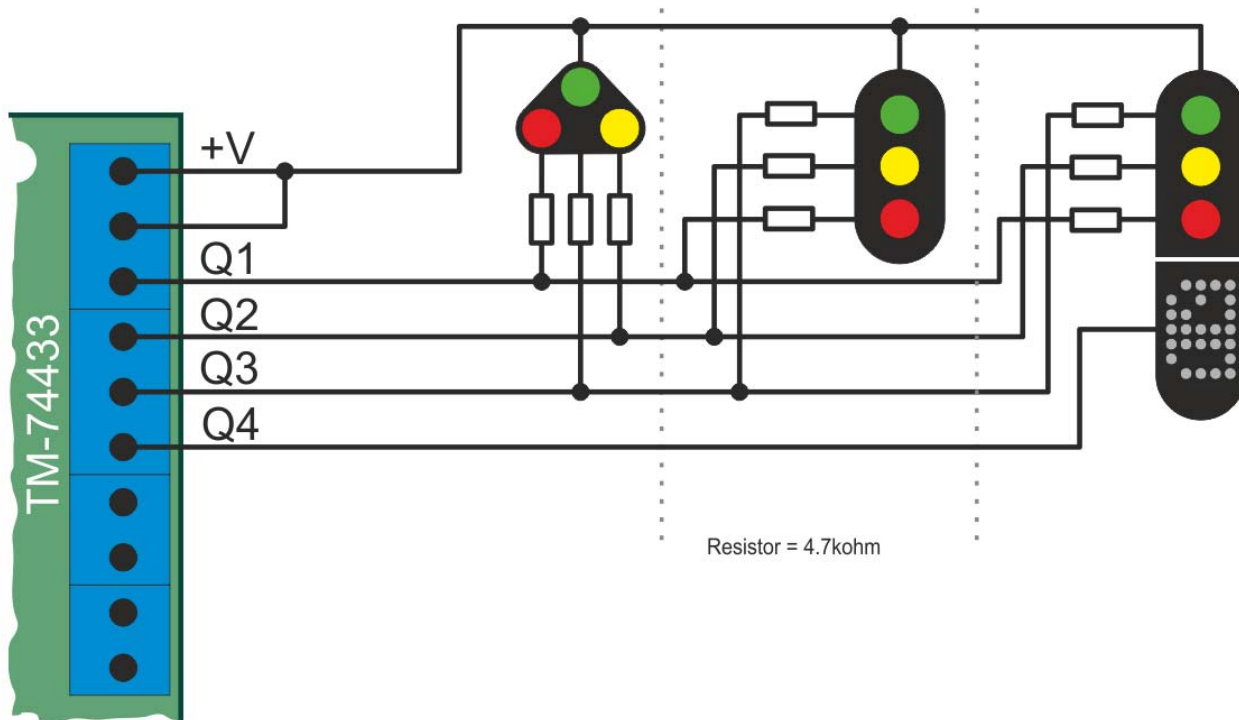 +V
Q1
Q2
Q3
Q4
TM-74433
Resistor = 4.7kohm